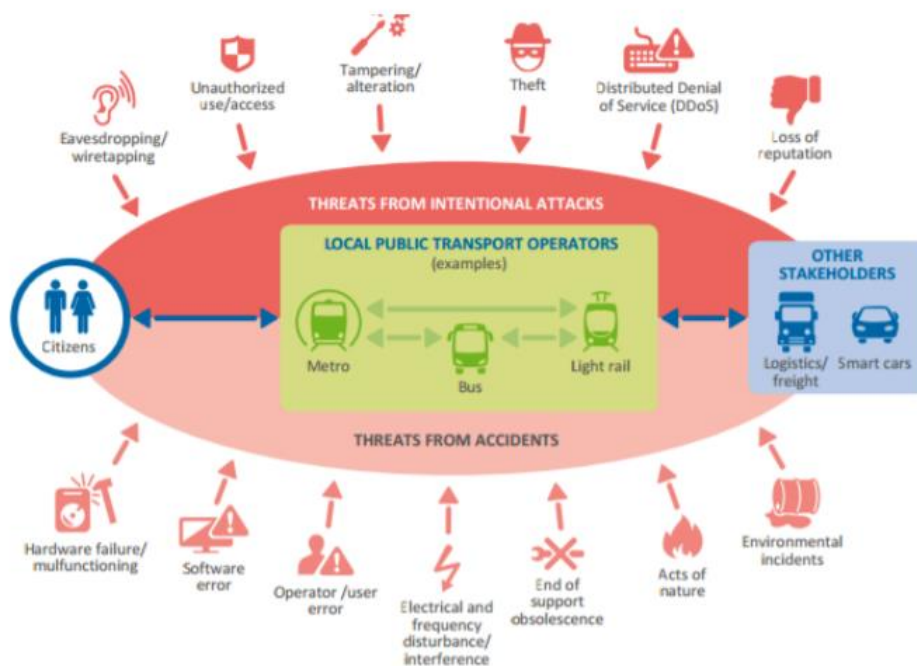 Eavesdropping/
wiretapping
Unauthorized
use/access
Tampering/
alteration
Theft
Distributed Denial
of Service (DDoS)
Loss of
reputation
THREATS FROM INTENTIONAL ATTACKS
LOCAL PUBLIC TRANSPORT OPERATORS
(examples)
Metro
Bus
Light rail
Citizens
OTHER
STAKEHOLDERS
Logistics/
freight
Smart cars
THREATS FROM ACCIDENTS
Hardware failure/
mulfunctioning
Software
error
Operator /user
error
Electrical and
frequency
disturbance/
interference
End of
support
obsolescence
Acts of
nature
Environmental
incidents